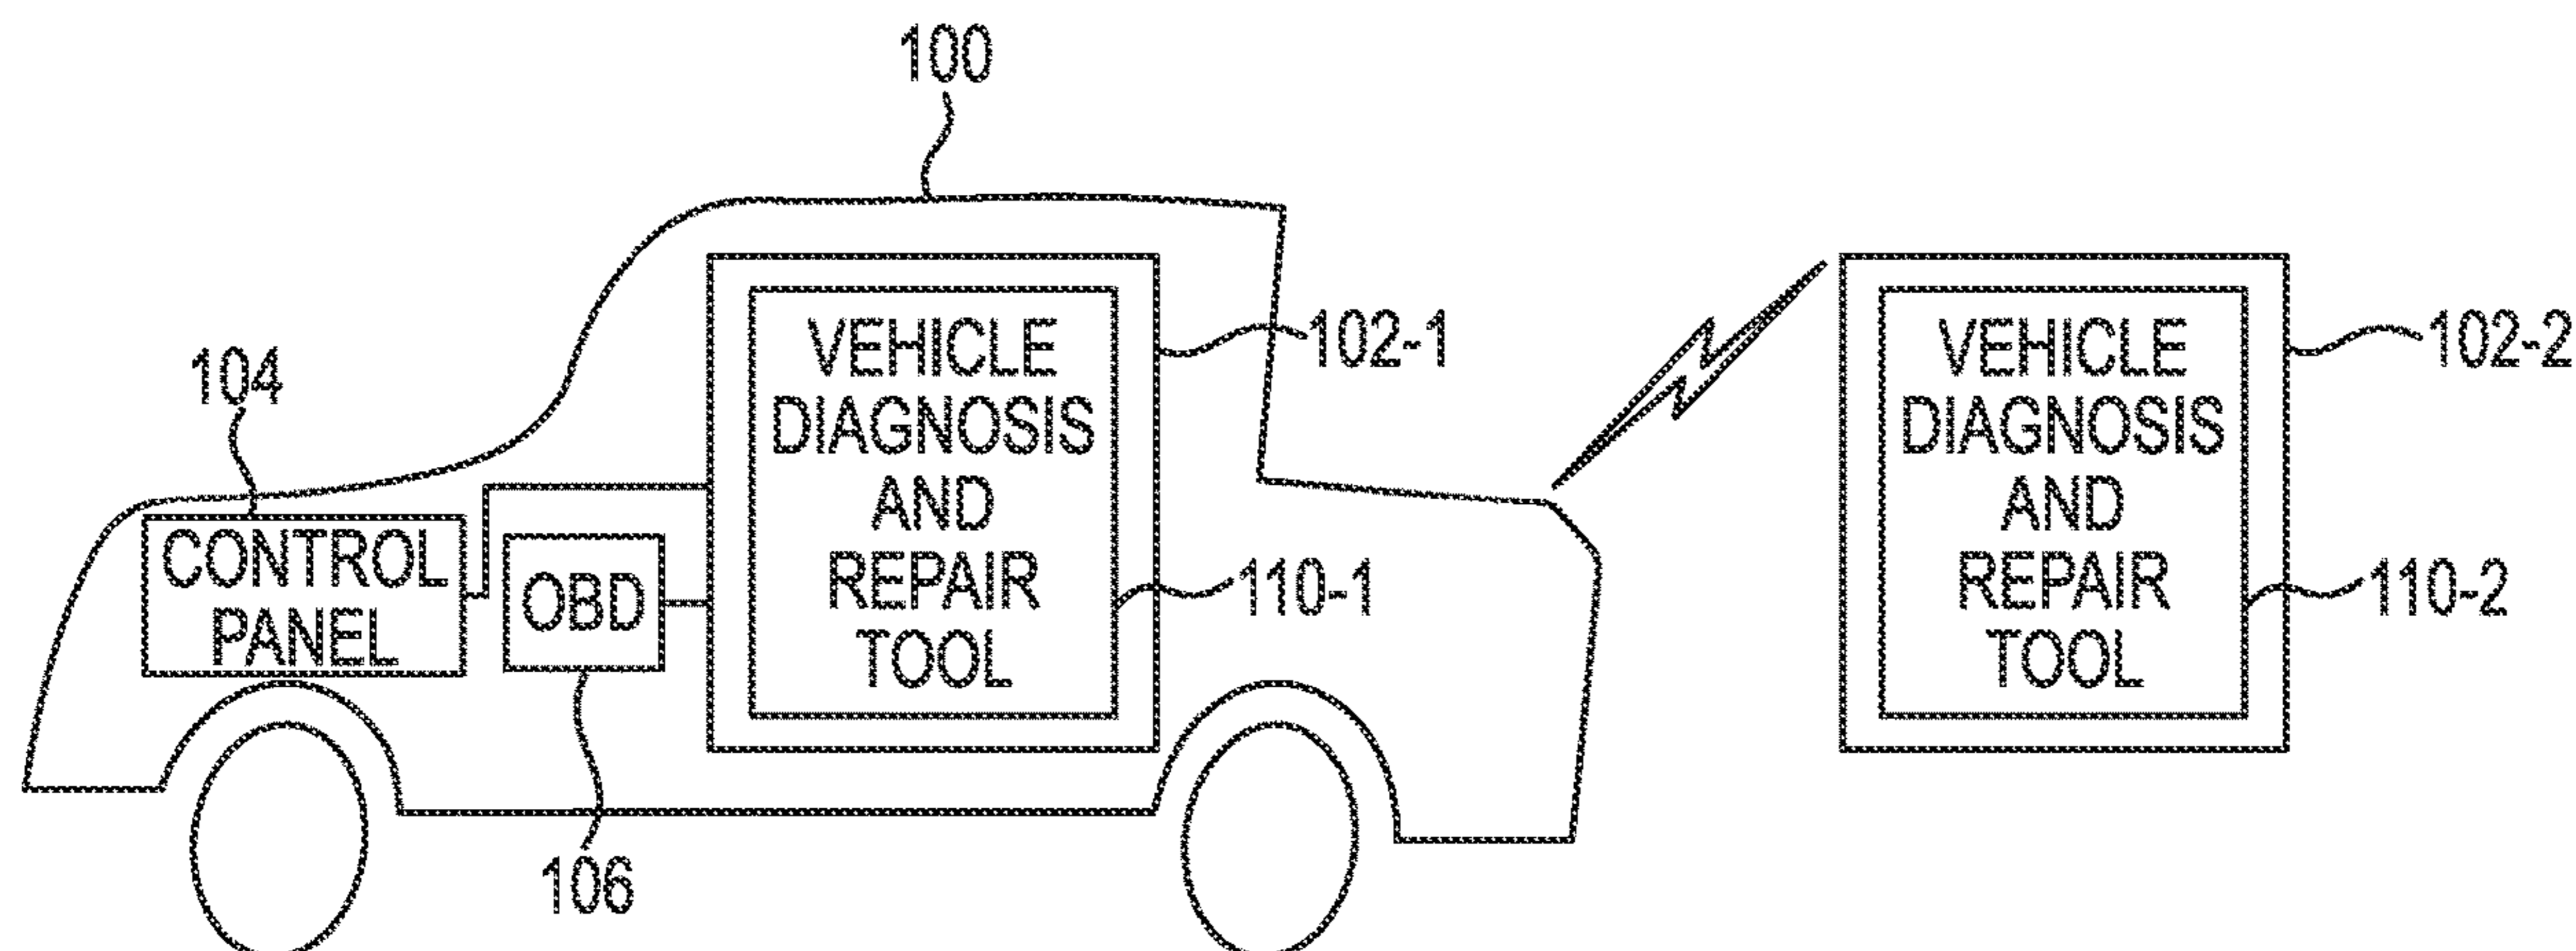 100
104
CONTROL
PANEL
OBD
106
VEHICLE
DIAGNOSIS
AND
REPAIR
TOOL
102-1
110-1
VEHICLE
DIAGNOSIS
AND
REPAIR
TOOL
102-2
110-2